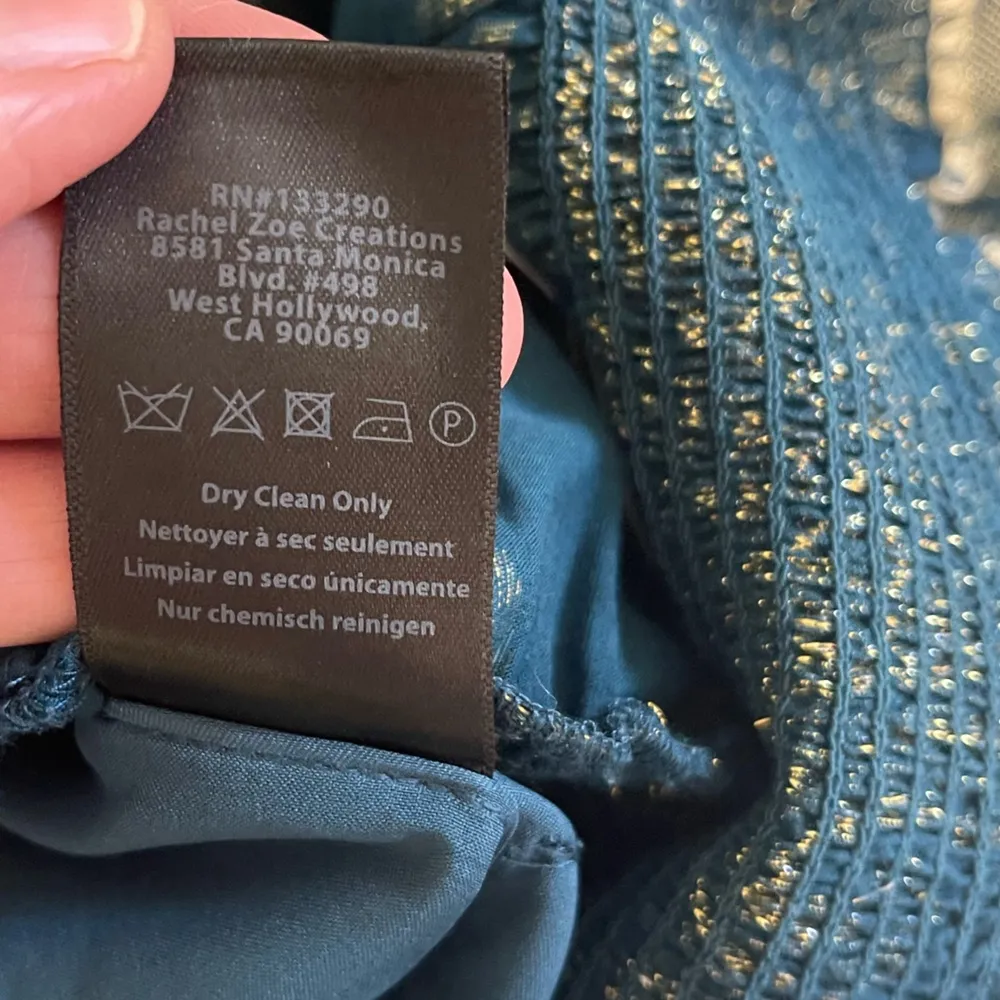 RN#133290
Rachel Zoe Creations
8581 Santa Monica
Blvd. #498
West Hollywood,
CA 90069
P
Dry Clean Only
Nettoyer à sec seulement
Limpiar en seco únicamente
Nur chemisch reinigen